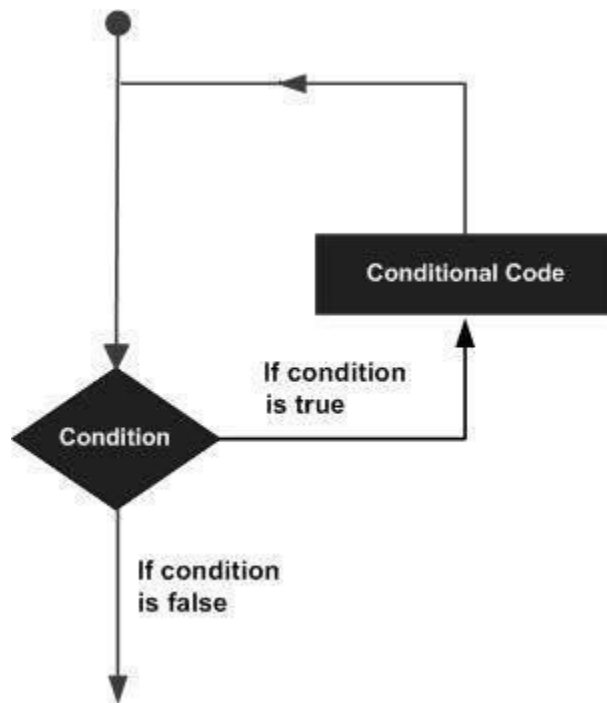 Conditional Code
If condition
is true
Condition
If condition
is false